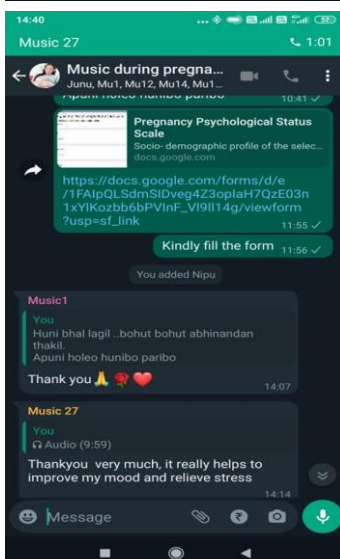 14:40
Music 27
1:01
Music during pregna...
Junu, Mu1, Mu12, Mu14, Mu1...
Apuni holeo hunibo paribo
10:41
Pregnancy Psychological Status
Scale
Socio- demographic profile of the selec...
docs.google.com
https://docs.google.com/forms/d/e
/1FAIpQLSdmSIDveg4Z3opIaH7QzE03n
1xYIKozbb6bPVInF_VI9Il14g/viewform
?usp=sf_link
11:55
Kindly fill the form
11:56
You added Nipu
Music1
You
Huni bhal lagil ..bohut bohut abhinandan
thakil.
Apuni holeo hunibo paribo
Thank you 🙏 🌹 ❤️
14:07
Music 27
You
Audio (9:59)
Thankyou very much, it really helps to
improve my mood and relieve stress
14:14
Message